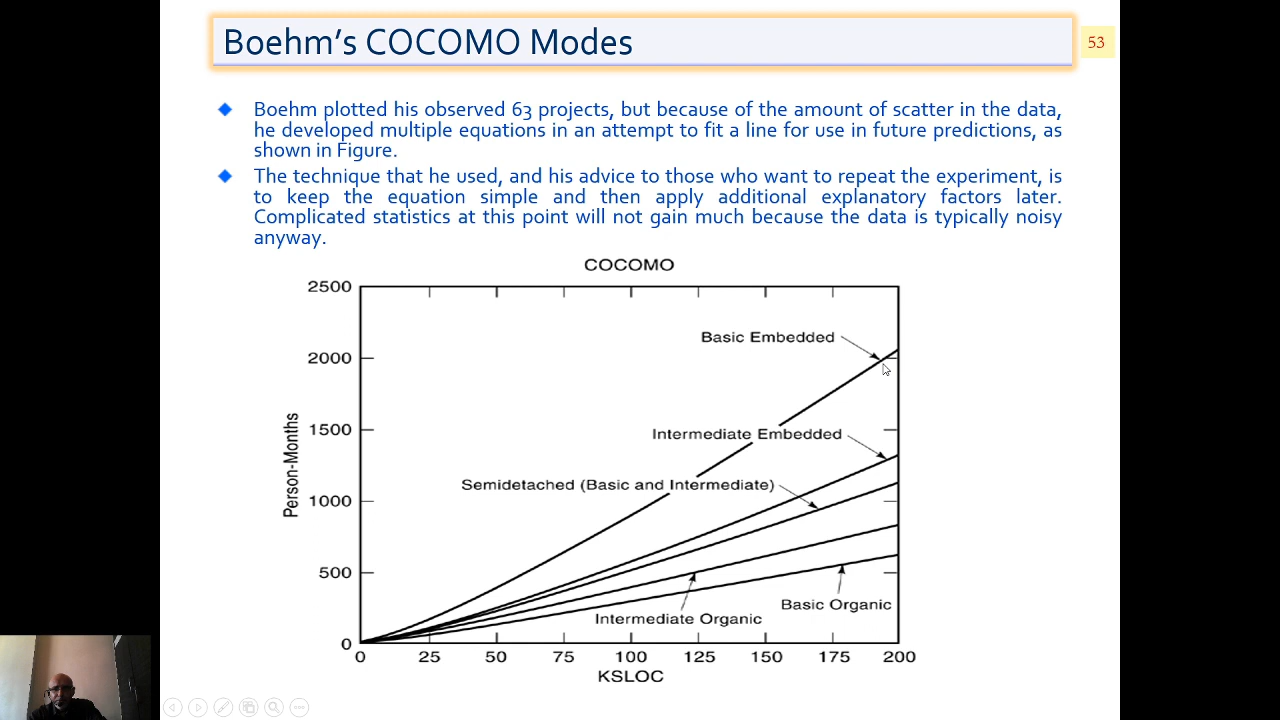 Boehm's COCOMO Modes
53
Boehm plotted his observed 63 projects, but because of the amount of scatter in the data,
he developed multiple equations in an attempt to fit a line for use in future predictions, as
shown in Figure.
The technique that he used, and his advice to those who want to repeat the experiment, is
to keep the equation simple and then apply additional explanatory factors later.
Complicated statistics at this point will not gain much because the data is typically noisy
anyway.
COCOMO
2500
Basic Embedded
2000
1500
Intermediate Embedded
Semidetached (Basic and Intermediate)
1000
Person-Months
500
Basic Organic
Intermediate Organic
0
0 25 50 75 100 125 150 175 200
KSLOC